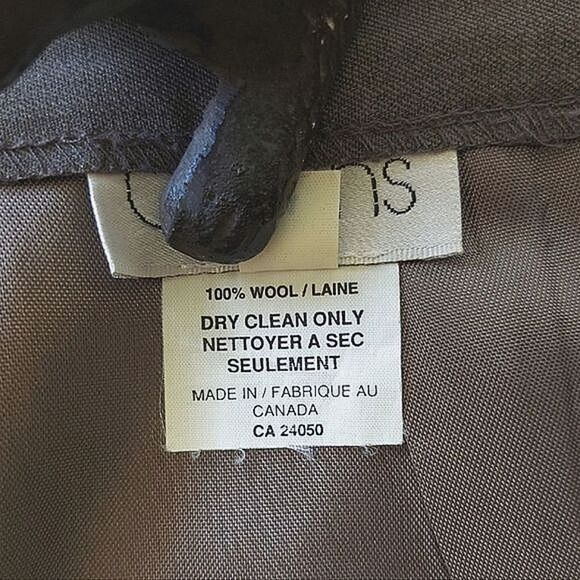 100% WOOL / LAINE
DRY CLEAN ONLY
NETTOYER A SEC
SEULEMENT
MADE IN / FABRIQUE AU
CANADA
CA 24050